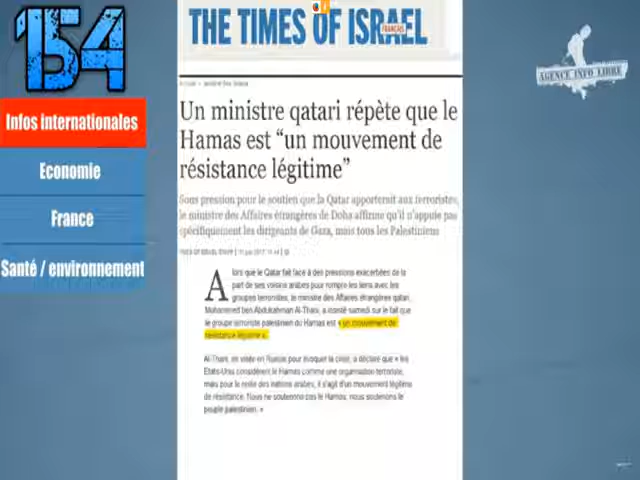 154
Infos internationales
Economie
France
Santé / environnement
THE TIMES OF ISRAEL
FRANÇAIS
AGENCE INFO LIBRE
Un ministre qatari répète que le
Hamas est “un mouvement de
résistance légitime”
Sous pression pour le soutien que la Qatar apporterait aux terroristes,
le ministre des Affaires étrangères de Doha affirme qu'il n'appuie pas
spécifiquement les dirigeants de Gaza, mais tous les Palestiniens
TIMES OF ISRAEL STAFF
Alors que le Qatar fait face à des pressions exacerbées de la
part de ses voisins arabes pour rompre les liens avec les
groupes terroristes, le ministre des Affaires étrangères qatari,
Mohammed ben Abdulrahman Al-Thani, a insisté samedi sur le fait que
le groupe terroriste palestinien du Hamas est « un mouvement de
résistance légitime ».
Al-Thani, en visite en Russie pour évoquer la crise, a déclaré que « les
Etats-Unis considèrent le Hamas comme une organisation terroriste,
mais pour le reste des nations arabes, il s'agit d'un mouvement légitime
de résistance. Nous ne soutenons pas le Hamas, nous soutenons le
peuple palestinien. »